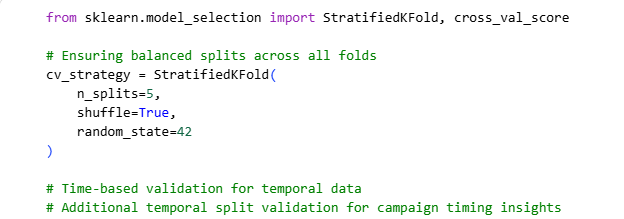 from sklearn.model_selection import StratifiedKFold, cross_val_score
# Ensuring balanced splits across all folds
cv_strategy = StratifiedKFold(
    n_splits=5,
    shuffle=True,
    random_state=42
)
# Time-based validation for temporal data
# Additional temporal split validation for campaign timing insights